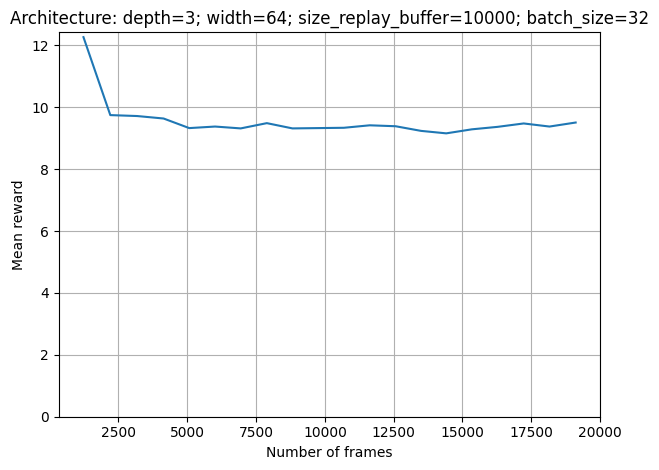 Architecture: depth=3; width=64; size_replay_buffer=10000; batch_size=32
12
10
8
6
4
2
0
Mean reward
2500 5000 7500 10000 12500 15000 17500 20000
Number of frames